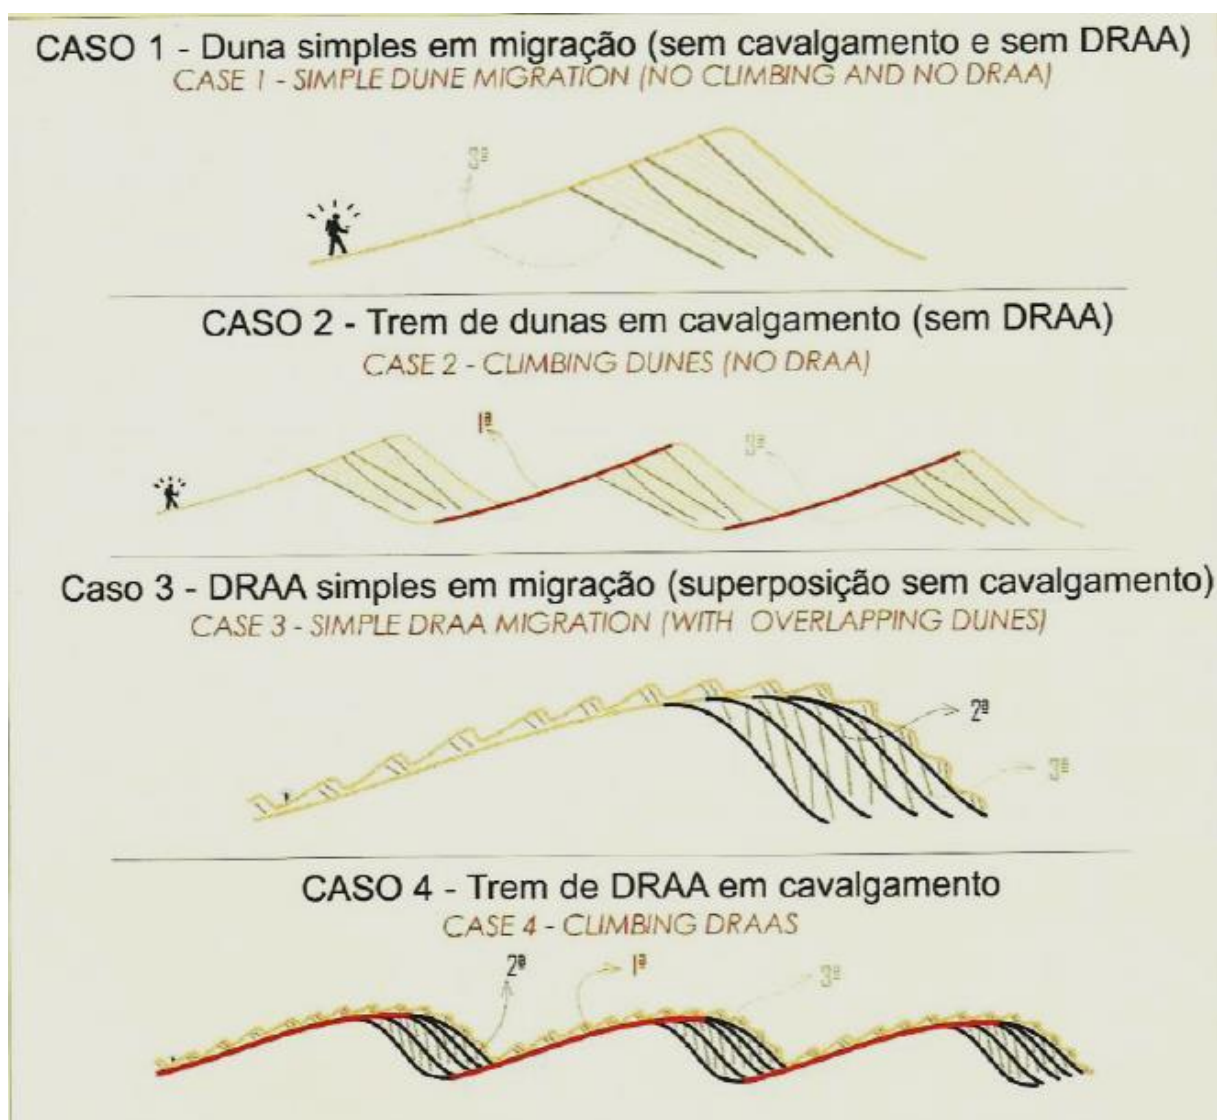 CASO 1 - Duna simples em migração (sem cavalgamento e sem DRAA)
CASE 1 - SIMPLE DUNE MIGRATION (NO CLIMBING AND NO DRAA)
3ª
CASO 2 - Trem de dunas em cavalgamento (sem DRAA)
CASE 2 - CLIMBING DUNES (NO DRAA)
1ª
3ª
Caso 3 - DRAA simples em migração (superposição sem cavalgamento)
CASE 3 - SIMPLE DRAA MIGRATION (WITH OVERLAPPING DUNES)
2ª
3ª
CASO 4 - Trem de DRAA em cavalgamento
CASE 4 - CLIMBING DRAAS
2ª
1ª
3ª